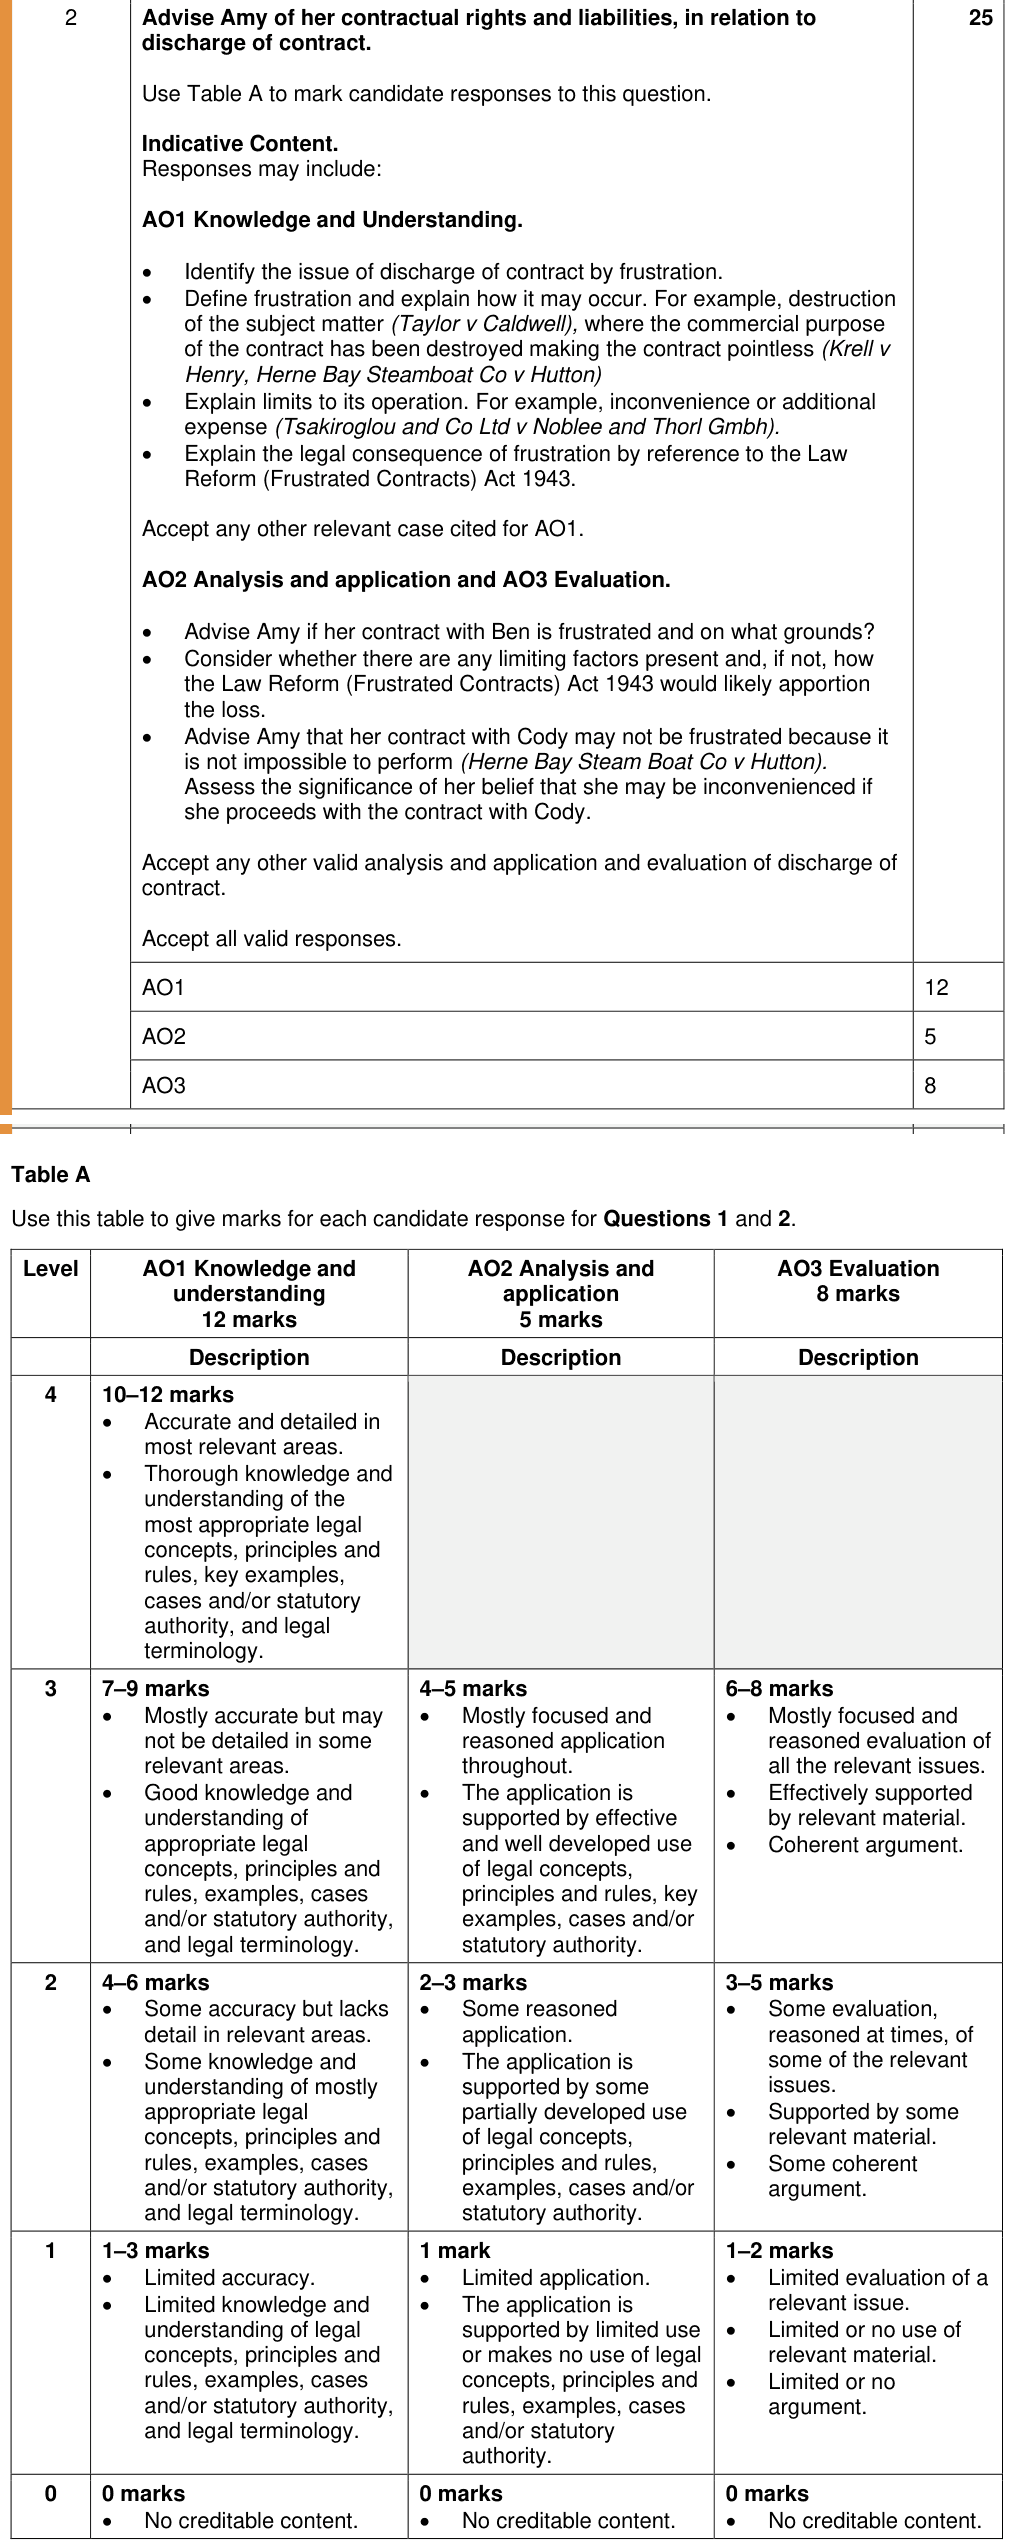 2
Advise Amy of her contractual rights and liabilities, in relation to
discharge of contract.
25
Use Table A to mark candidate responses to this question.
Indicative Content.
Responses may include:
AO1 Knowledge and Understanding.
• Identify the issue of discharge of contract by frustration.
• Define frustration and explain how it may occur. For example, destruction
of the subject matter (Taylor v Caldwell), where the commercial purpose
of the contract has been destroyed making the contract pointless (Krell v
Henry, Herne Bay Steamboat Co v Hutton)
• Explain limits to its operation. For example, inconvenience or additional
expense (Tsakiroglou and Co Ltd v Noblee and Thorl Gmbh).
• Explain the legal consequence of frustration by reference to the Law
Reform (Frustrated Contracts) Act 1943.
Accept any other relevant case cited for AO1.
AO2 Analysis and application and AO3 Evaluation.
• Advise Amy if her contract with Ben is frustrated and on what grounds?
• Consider whether there are any limiting factors present and, if not, how
the Law Reform (Frustrated Contracts) Act 1943 would likely apportion
the loss.
• Advise Amy that her contract with Cody may not be frustrated because it
is not impossible to perform (Herne Bay Steam Boat Co v Hutton).
Assess the significance of her belief that she may be inconvenienced if
she proceeds with the contract with Cody.
Accept any other valid analysis and application and evaluation of discharge of
contract.
Accept all valid responses.
AO1 12
AO2 5
AO3 8
Table A
Use this table to give marks for each candidate response for Questions 1 and 2.
Level
AO1 Knowledge and
understanding
12 marks
AO2 Analysis and
application
5 marks
AO3 Evaluation
8 marks
Description
Description
Description
4
10–12 marks
• Accurate and detailed in
most relevant areas.
• Thorough knowledge and
understanding of the
most appropriate legal
concepts, principles and
rules, key examples,
cases and/or statutory
authority, and legal
terminology.
3
7–9 marks
• Mostly accurate but may
not be detailed in some
relevant areas.
• Good knowledge and
understanding of
appropriate legal
concepts, principles and
rules, examples, cases
and/or statutory authority,
and legal terminology.
4–5 marks
• Mostly focused and
reasoned application
throughout.
• The application is
supported by effective
and well developed use
of legal concepts,
principles and rules, key
examples, cases and/or
statutory authority.
6–8 marks
• Mostly focused and
reasoned evaluation of
all the relevant issues.
• Effectively supported
by relevant material.
• Coherent argument.
2
4–6 marks
• Some accuracy but lacks
detail in relevant areas.
• Some knowledge and
understanding of mostly
appropriate legal
concepts, principles and
rules, examples, cases
and/or statutory authority,
and legal terminology.
2–3 marks
• Some reasoned
application.
• The application is
supported by some
partially developed use
of legal concepts,
principles and rules,
examples, cases and/or
statutory authority.
3–5 marks
• Some evaluation,
reasoned at times, of
some of the relevant
issues.
• Supported by some
relevant material.
• Some coherent
argument.
1
1–3 marks
• Limited accuracy.
• Limited knowledge and
understanding of legal
concepts, principles and
rules, examples, cases
and/or statutory authority,
and legal terminology.
1 mark
• Limited application.
• The application is
supported by limited use
or makes no use of legal
concepts, principles and
rules, examples, cases
and/or statutory
authority.
1–2 marks
• Limited evaluation of a
relevant issue.
• Limited or no use of
relevant material.
• Limited or no
argument.
0
0 marks
• No creditable content.
0 marks
• No creditable content.
0 marks
• No creditable content.